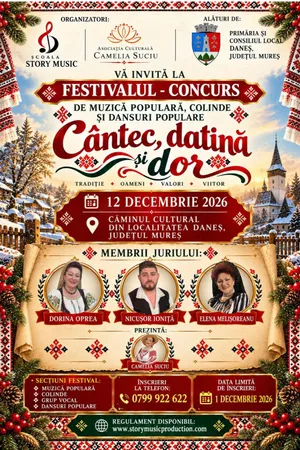 ORGANIZATORI:
ȘCOALA
STORY MUSIC
ASOCIAȚIA CULTURALĂ
CAMELIA SUCIU
ALĂTURI DE:
PRIMĂRIA ȘI
CONSILIUL LOCAL
DANEȘ,
JUDEȚUL MUREȘ
VĂ INVITĂ LA
FESTIVALUL - CONCURS
DE MUZICĂ POPULARĂ, COLINDE
ȘI DANSURI POPULARE
Cântec, datină
și dor
TRADIȚIE + OAMENI + VALORI + VIITOR
12 DECEMBRIE 2026
CĂMINUL CULTURAL
DIN LOCALITATEA DANEȘ,
JUDEȚUL MUREȘ
MEMBRII JURIULUI:
DORINA OPREA
NICUȘOR IONIȚĂ
ELENA MELIȘOREANU
PREZINTĂ:
CAMELIA SUCIU
• SECȚIUNI FESTIVAL:
• MUZICĂ POPULARĂ
• COLINDE
• GRUP VOCAL
• DANSURI POPULARE
ÎNSCRIERI
LA TELEFON:
0799 922 622
DATA LIMITĂ
DE ÎNSCRIERI:
1 DECEMBRIE 2026
REGULAMENT DISPONIBIL:
www.storymusicproduction.com